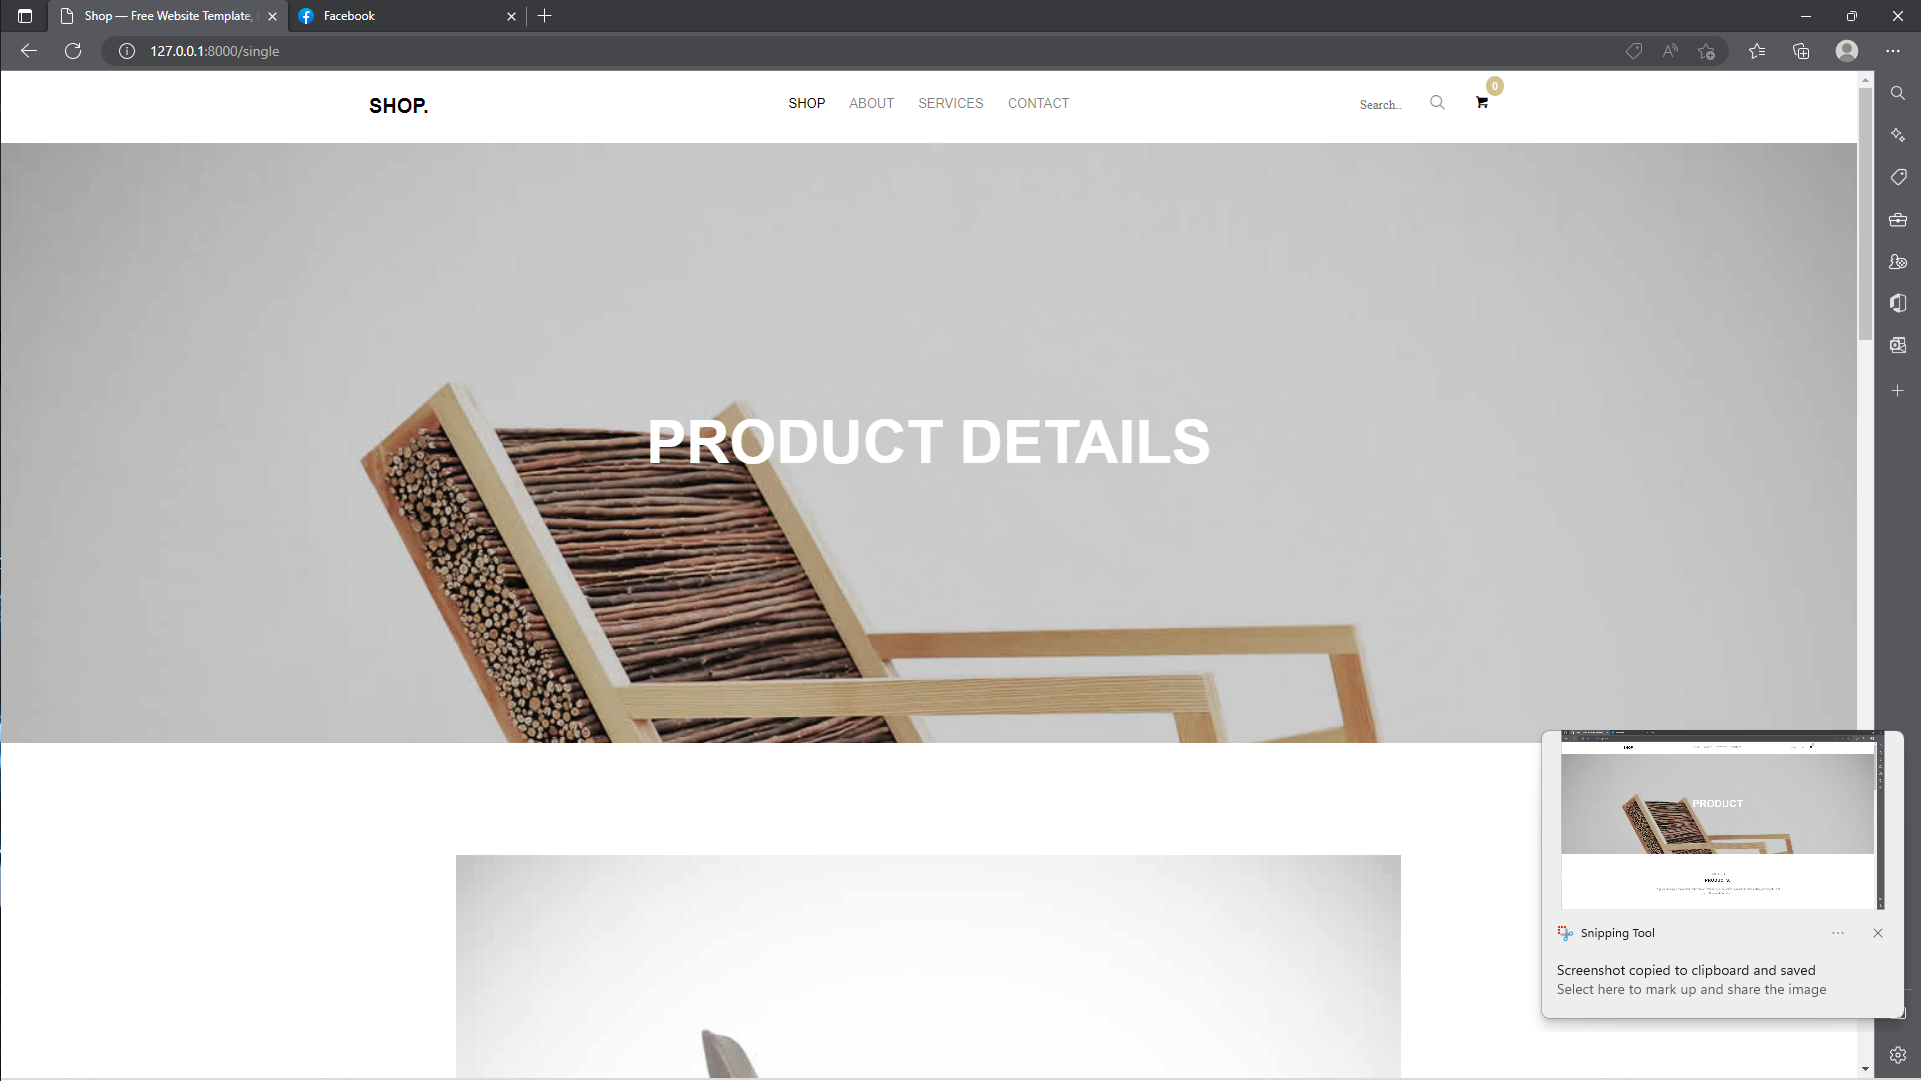 Shop — Free Website Template,
Facebook
127.0.0.1:8000/single
SHOP.
SHOP
ABOUT
SERVICES
CONTACT
Search..
0
PRODUCT DETAILS
PRODUCT
Snipping Tool
Screenshot copied to clipboard and saved
Select here to mark up and share the image